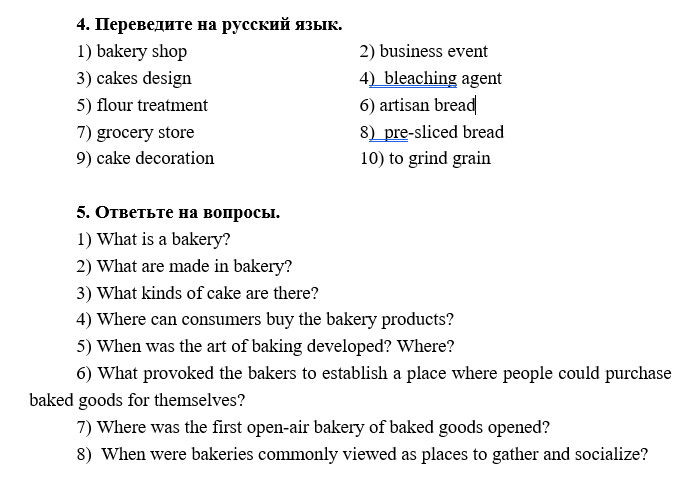 4. Переведите на русский язык.
1) bakery shop 2) business event
3) cakes design 4) bleaching agent
5) flour treatment 6) artisan bread
7) grocery store 8) pre-sliced bread
9) cake decoration 10) to grind grain
5. Ответьте на вопросы.
1) What is a bakery?
2) What are made in bakery?
3) What kinds of cake are there?
4) Where can consumers buy the bakery products?
5) When was the art of baking developed? Where?
6) What provoked the bakers to establish a place where people could purchase
baked goods for themselves?
7) Where was the first open-air bakery of baked goods opened?
8) When were bakeries commonly viewed as places to gather and socialize?